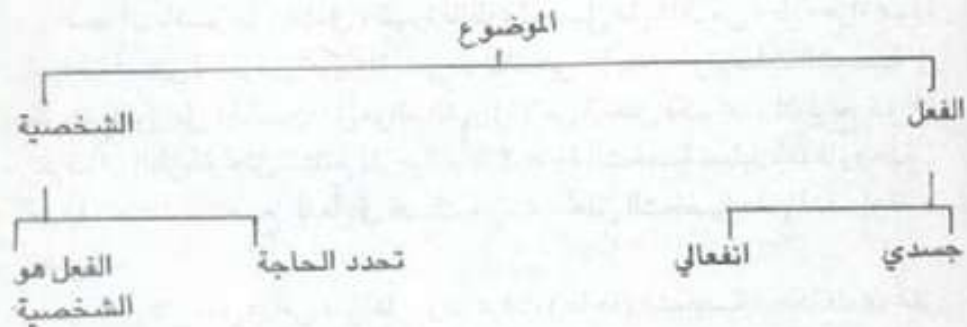 الموضوع
الفعل
الشخصية
جسدي
انفعالي
تحدد الحاجة
الفعل هو
الشخصية